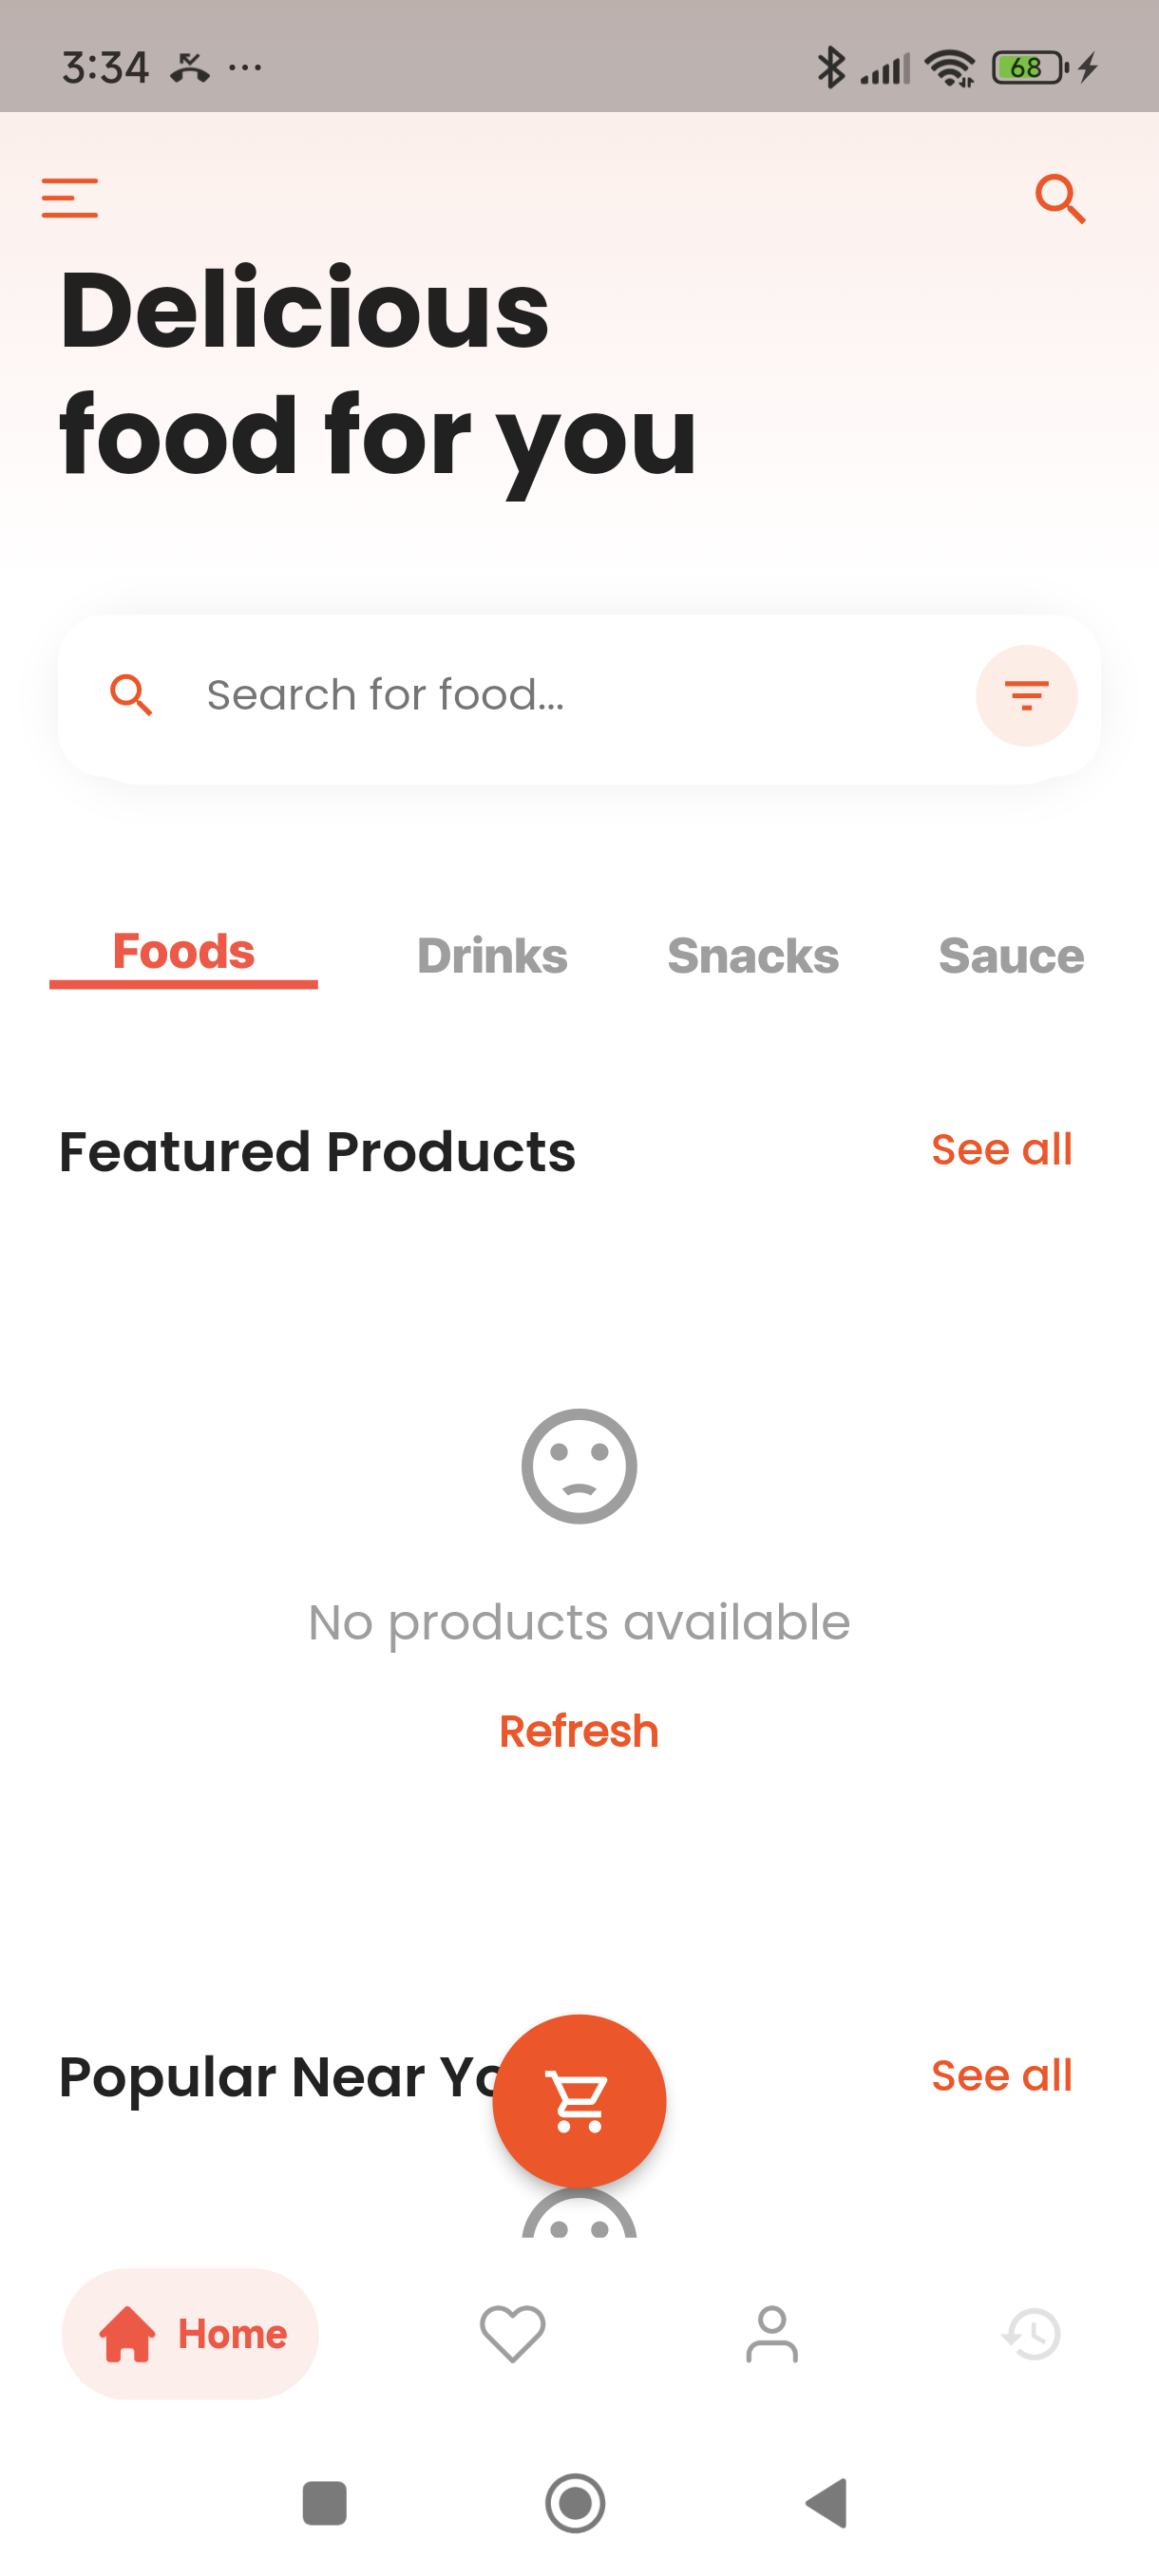 3:34 ... 68
Delicious
food for you
Search for food...
Foods Drinks Snacks Sauce
Featured Products See all
No products available
Refresh
Popular Near Yo See all
Home